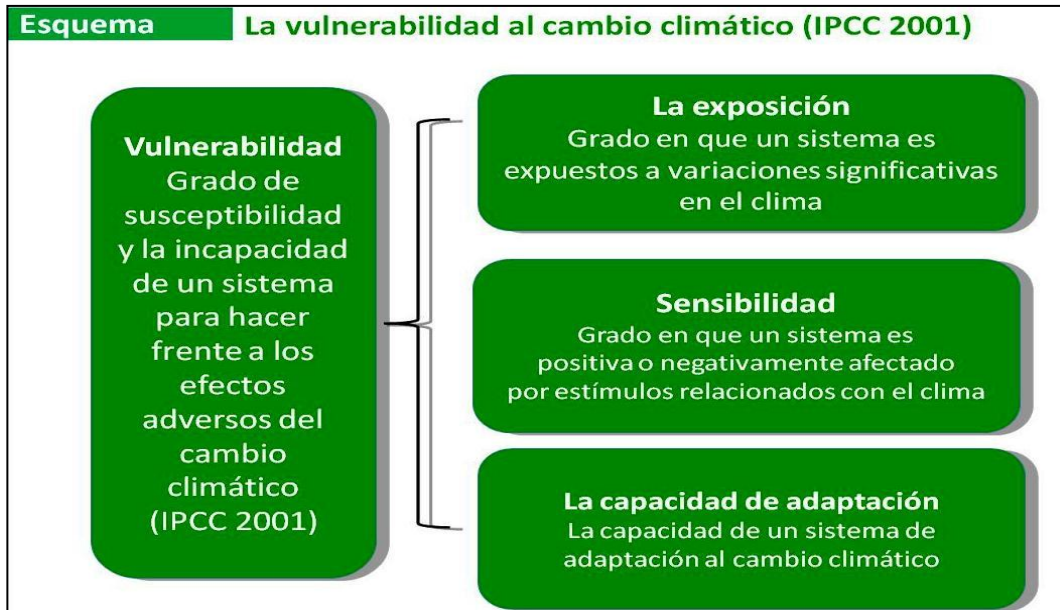 Esquema
La vulnerabilidad al cambio climático (IPCC 2001)
Vulnerabilidad
Grado de
susceptibilidad
y la incapacidad
de un sistema
para hacer
frente a los
efectos
adversos del
cambio
climático
(IPCC 2001)
La exposición
Grado en que un sistema es
expuestos a variaciones significativas
en el clima
Sensibilidad
Grado en que un sistema es
positiva o negativamente afectado
por estímulos relacionados con el clima
La capacidad de adaptación
La capacidad de un sistema de
adaptación al cambio climático